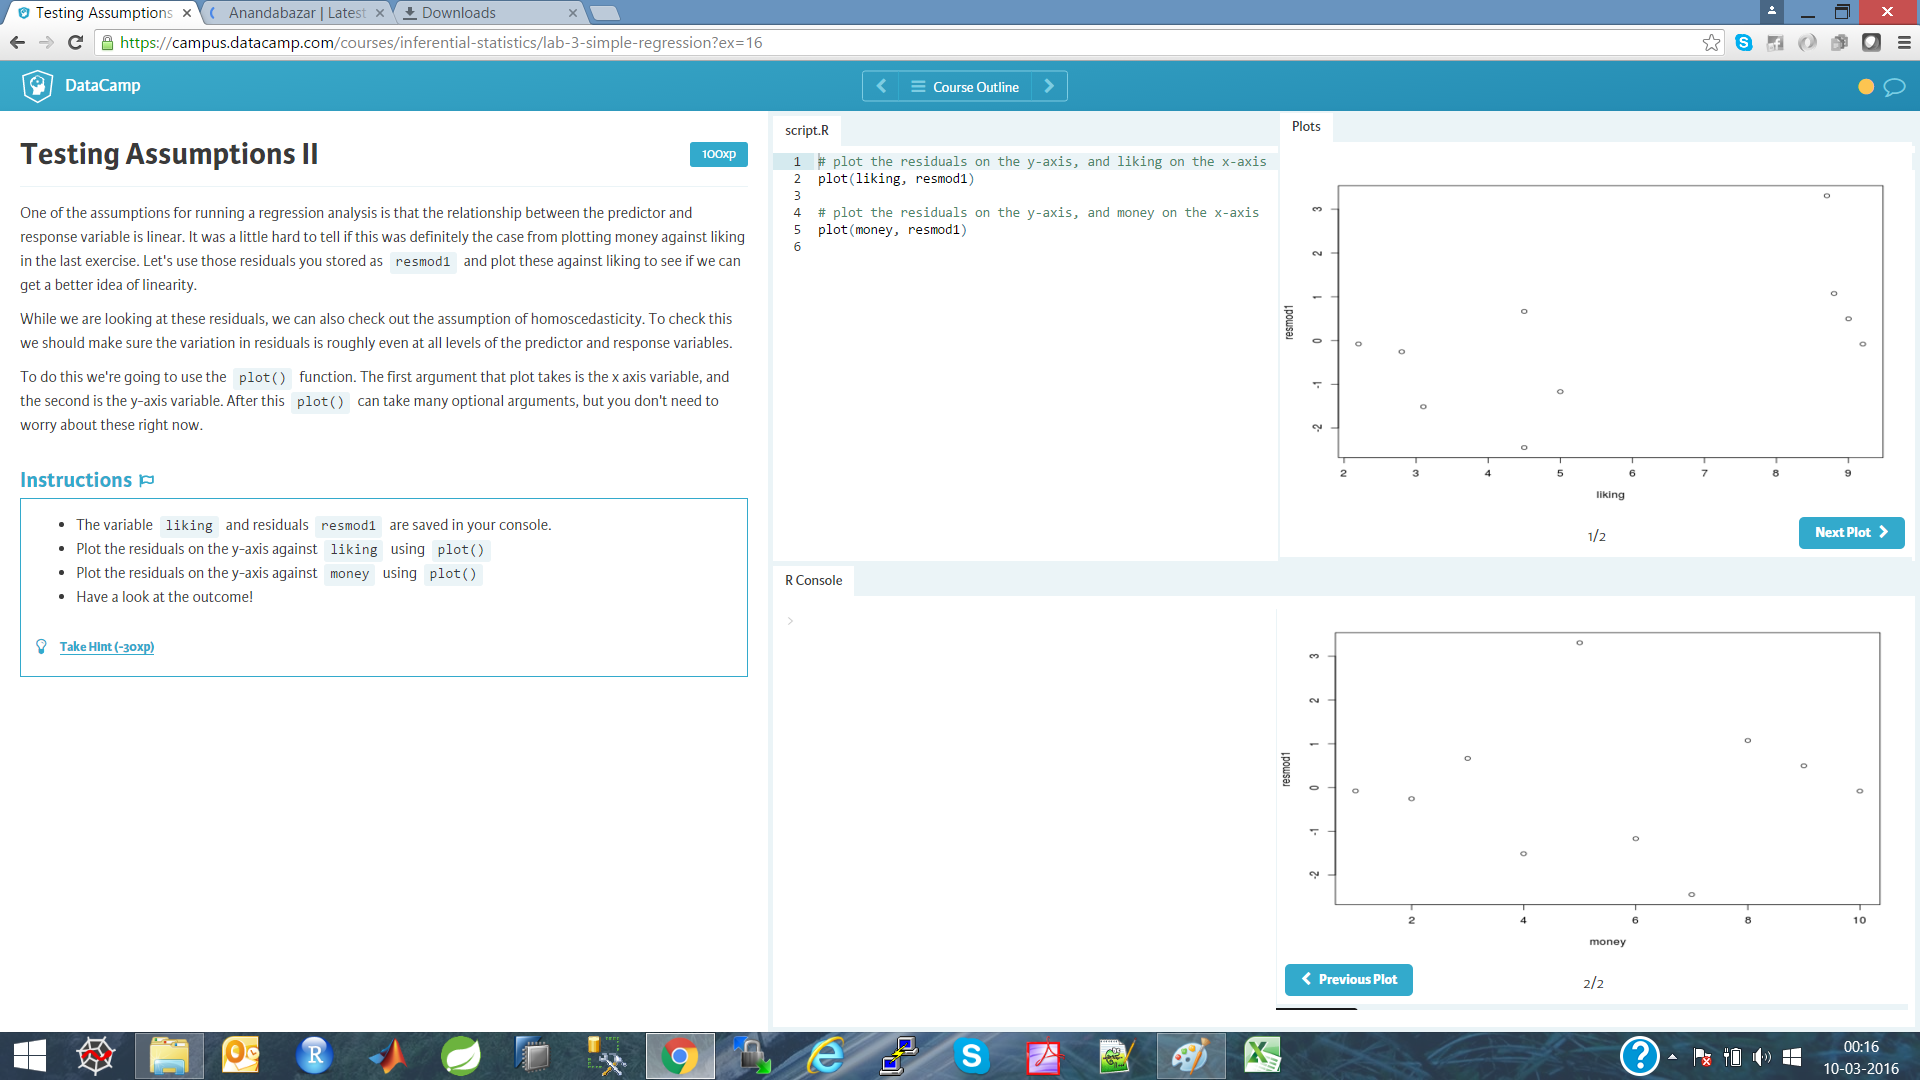 Testing Assumptions
Anandabazar | Latest
Downloads
https://campus.datacamp.com/courses/inferential-statistics/lab-3-simple-regression?ex=16
DataCamp
Course Outline
Testing Assumptions II
100xp
One of the assumptions for running a regression analysis is that the relationship between the predictor and
response variable is linear. It was a little hard to tell if this was definitely the case from plotting money against liking
in the last exercise. Let's use those residuals you stored as resmod1 and plot these against liking to see if we can
get a better idea of linearity.
While we are looking at these residuals, we can also check out the assumption of homoscedasticity. To check this
we should make sure the variation in residuals is roughly even at all levels of the predictor and response variables.
To do this we're going to use the plot() function. The first argument that plot takes is the x axis variable, and
the second is the y-axis variable. After this plot() can take many optional arguments, but you don't need to
worry about these right now.
Instructions
• The variable liking and residuals resmod1 are saved in your console.
• Plot the residuals on the y-axis against liking using plot()
• Plot the residuals on the y-axis against money using plot()
• Have a look at the outcome!
Take Hint (-30xp)
script.R
1 # plot the residuals on the y-axis, and liking on the x-axis
2 plot(liking, resmod1)
3
4 # plot the residuals on the y-axis, and money on the x-axis
5 plot(money, resmod1)
6
Plots
3
2
1
0
-1
-2
resmod1
2 3 4 5 6 7 8 9
liking
1/2
Next Plot
R Console
>
3
2
1
0
-1
-2
resmod1
2 4 6 8 10
money
Previous Plot
2/2
00:16
10-03-2016